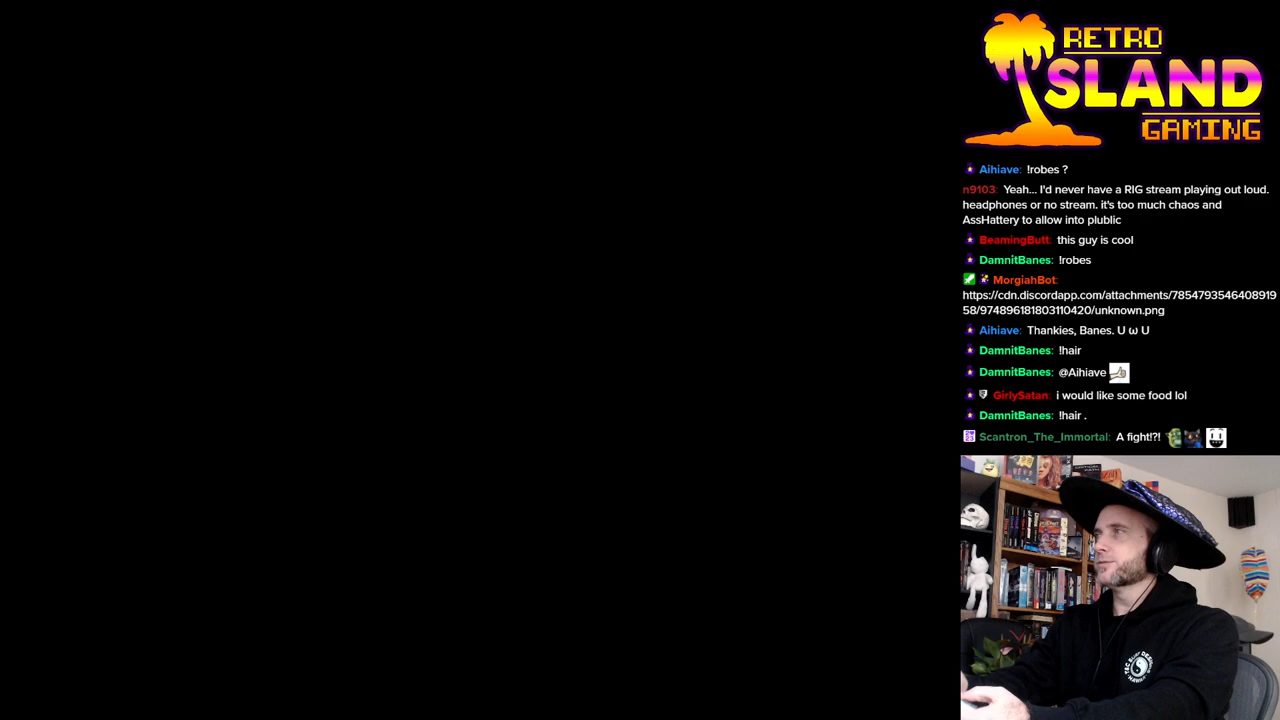 RETRO
ISLAND
GAMING
Aihiave: !robes ?
n9103: Yeah... I'd never have a RIG stream playing out loud.
headphones or no stream. it's too much chaos and
AssHattery to allow into plublic
BeamingButt: this guy is cool
DamnitBanes: !robes
MorgiahBot:
https://cdn.discordapp.com/attachments/7854793546408919
58/974896181803110420/unknown.png
Aihiave: Thankies, Banes. U ω U
DamnitBanes: !hair
DamnitBanes: @Aihiave
GirlySatan: i would like some food lol
DamnitBanes: !hair .
Scantron_The_Immortal: A fight!?!